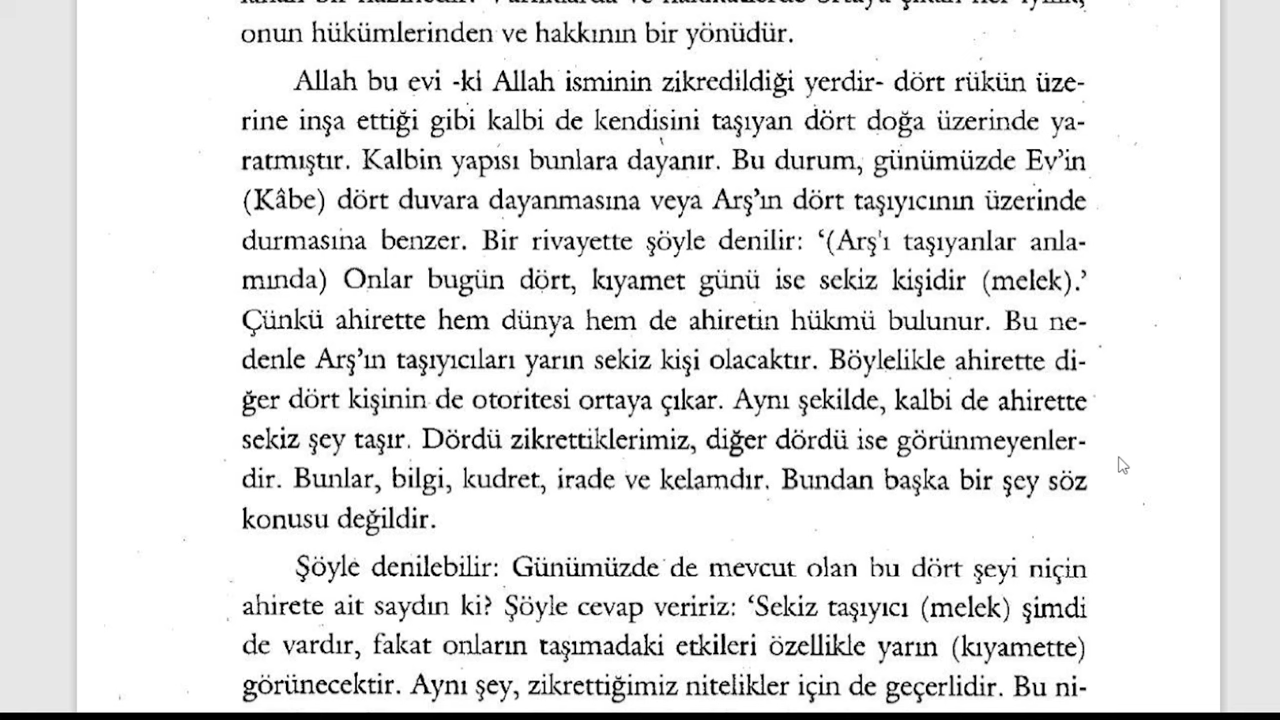 onun hükümlerinden ve hakkının bir yönüdür.
Allah bu evi -ki Allah isminin zikredildiği yerdir- dört rükün üze-
rine inşa ettiği gibi kalbi de kendisini taşıyan dört doğa üzerinde ya-
ratmıştır. Kalbin yapısı bunlara dayanır. Bu durum, günümüzde Ev’in
(Kâbe) dört duvara dayanmasına veya Arş’ın dört taşıyıcının üzerinde
durmasına benzer. Bir rivayette şöyle denilir: ‘(Arş'ı taşıyanlar anla-
mında) Onlar bugün dört, kıyamet günü ise sekiz kişidir (melek).’
Çünkü ahirette hem dünya hem de ahiretin hükmü bulunur. Bu ne-
denle Arş’ın taşıyıcıları yarın sekiz kişi olacaktır. Böylelikle ahirette di-
ğer dört kişinin de otoritesi ortaya çıkar. Aynı şekilde, kalbi de ahirette
sekiz şey taşır. Dördü zikrettiklerimiz, diğer dördü ise görünmeyenler-
dir. Bunlar, bilgi, kudret, irade ve kelamdır. Bundan başka bir şey söz
konusu değildir.
Şöyle denilebilir: Günümüzde de mevcut olan bu dört şeyi niçin
ahirete ait saydın ki? Şöyle cevap veririz: ‘Sekiz taşıyıcı (melek) şimdi
de vardır, fakat onların taşımadaki etkileri özellikle yarın (kıyamette)
görünecektir. Aynı şey, zikrettiğimiz nitelikler için de geçerlidir. Bu ni-